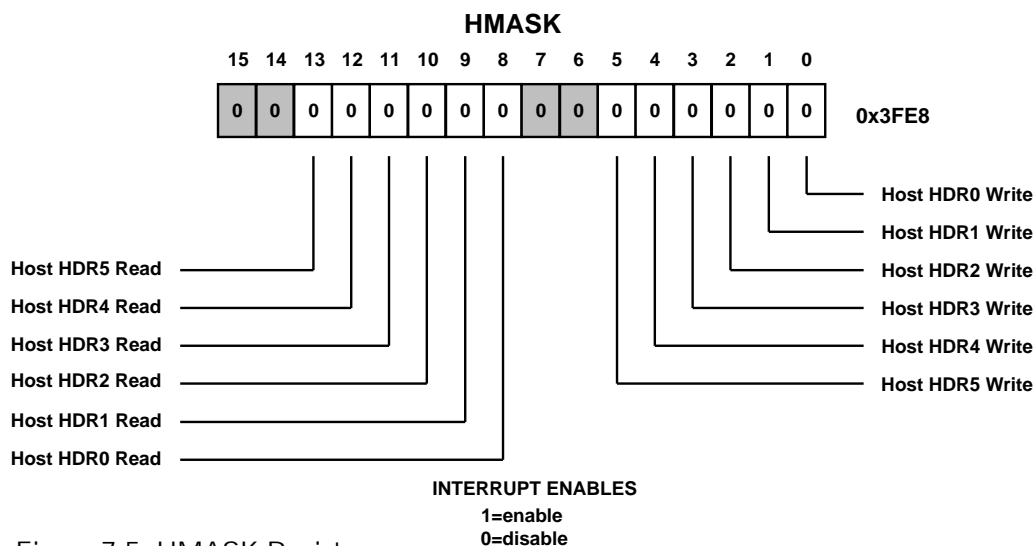 HMASK
15 14 13 12 11 10 9 8 7 6 5 4 3 2 1 0
0 0 0 0 0 0 0 0 0 0 0 0 0 0 0 0 0x3FE8
Host HDR0 Write
Host HDR1 Write
Host HDR5 Read Host HDR2 Write
Host HDR4 Read Host HDR3 Write
Host HDR3 Read Host HDR4 Write
Host HDR2 Read Host HDR5 Write
Host HDR1 Read
Host HDR0 Read
INTERRUPT ENABLES
1=enable
0=disable